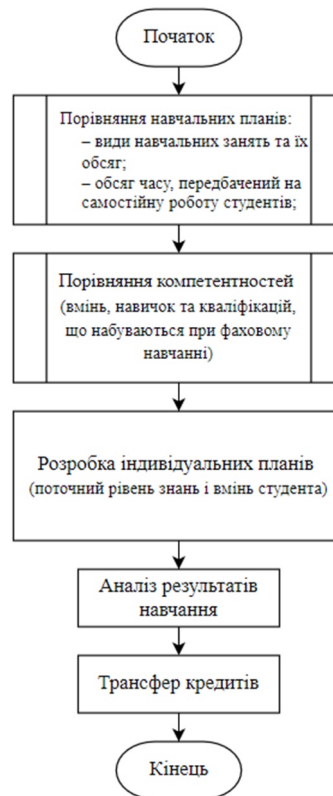 Початок
Порівняння навчальних планів:
– види навчальних занять та їх
обсяг;
– обсяг часу, передбачений на
самостійну роботу студентів;
Порівняння компетентностей
(вмінь, навичок та кваліфікацій,
що набуваються при фаховому
навчанні)
Розробка індивідуальних планів
(поточний рівень знань і вмінь студента)
Аналіз результатів
навчання
Трансфер кредитів
Кінець